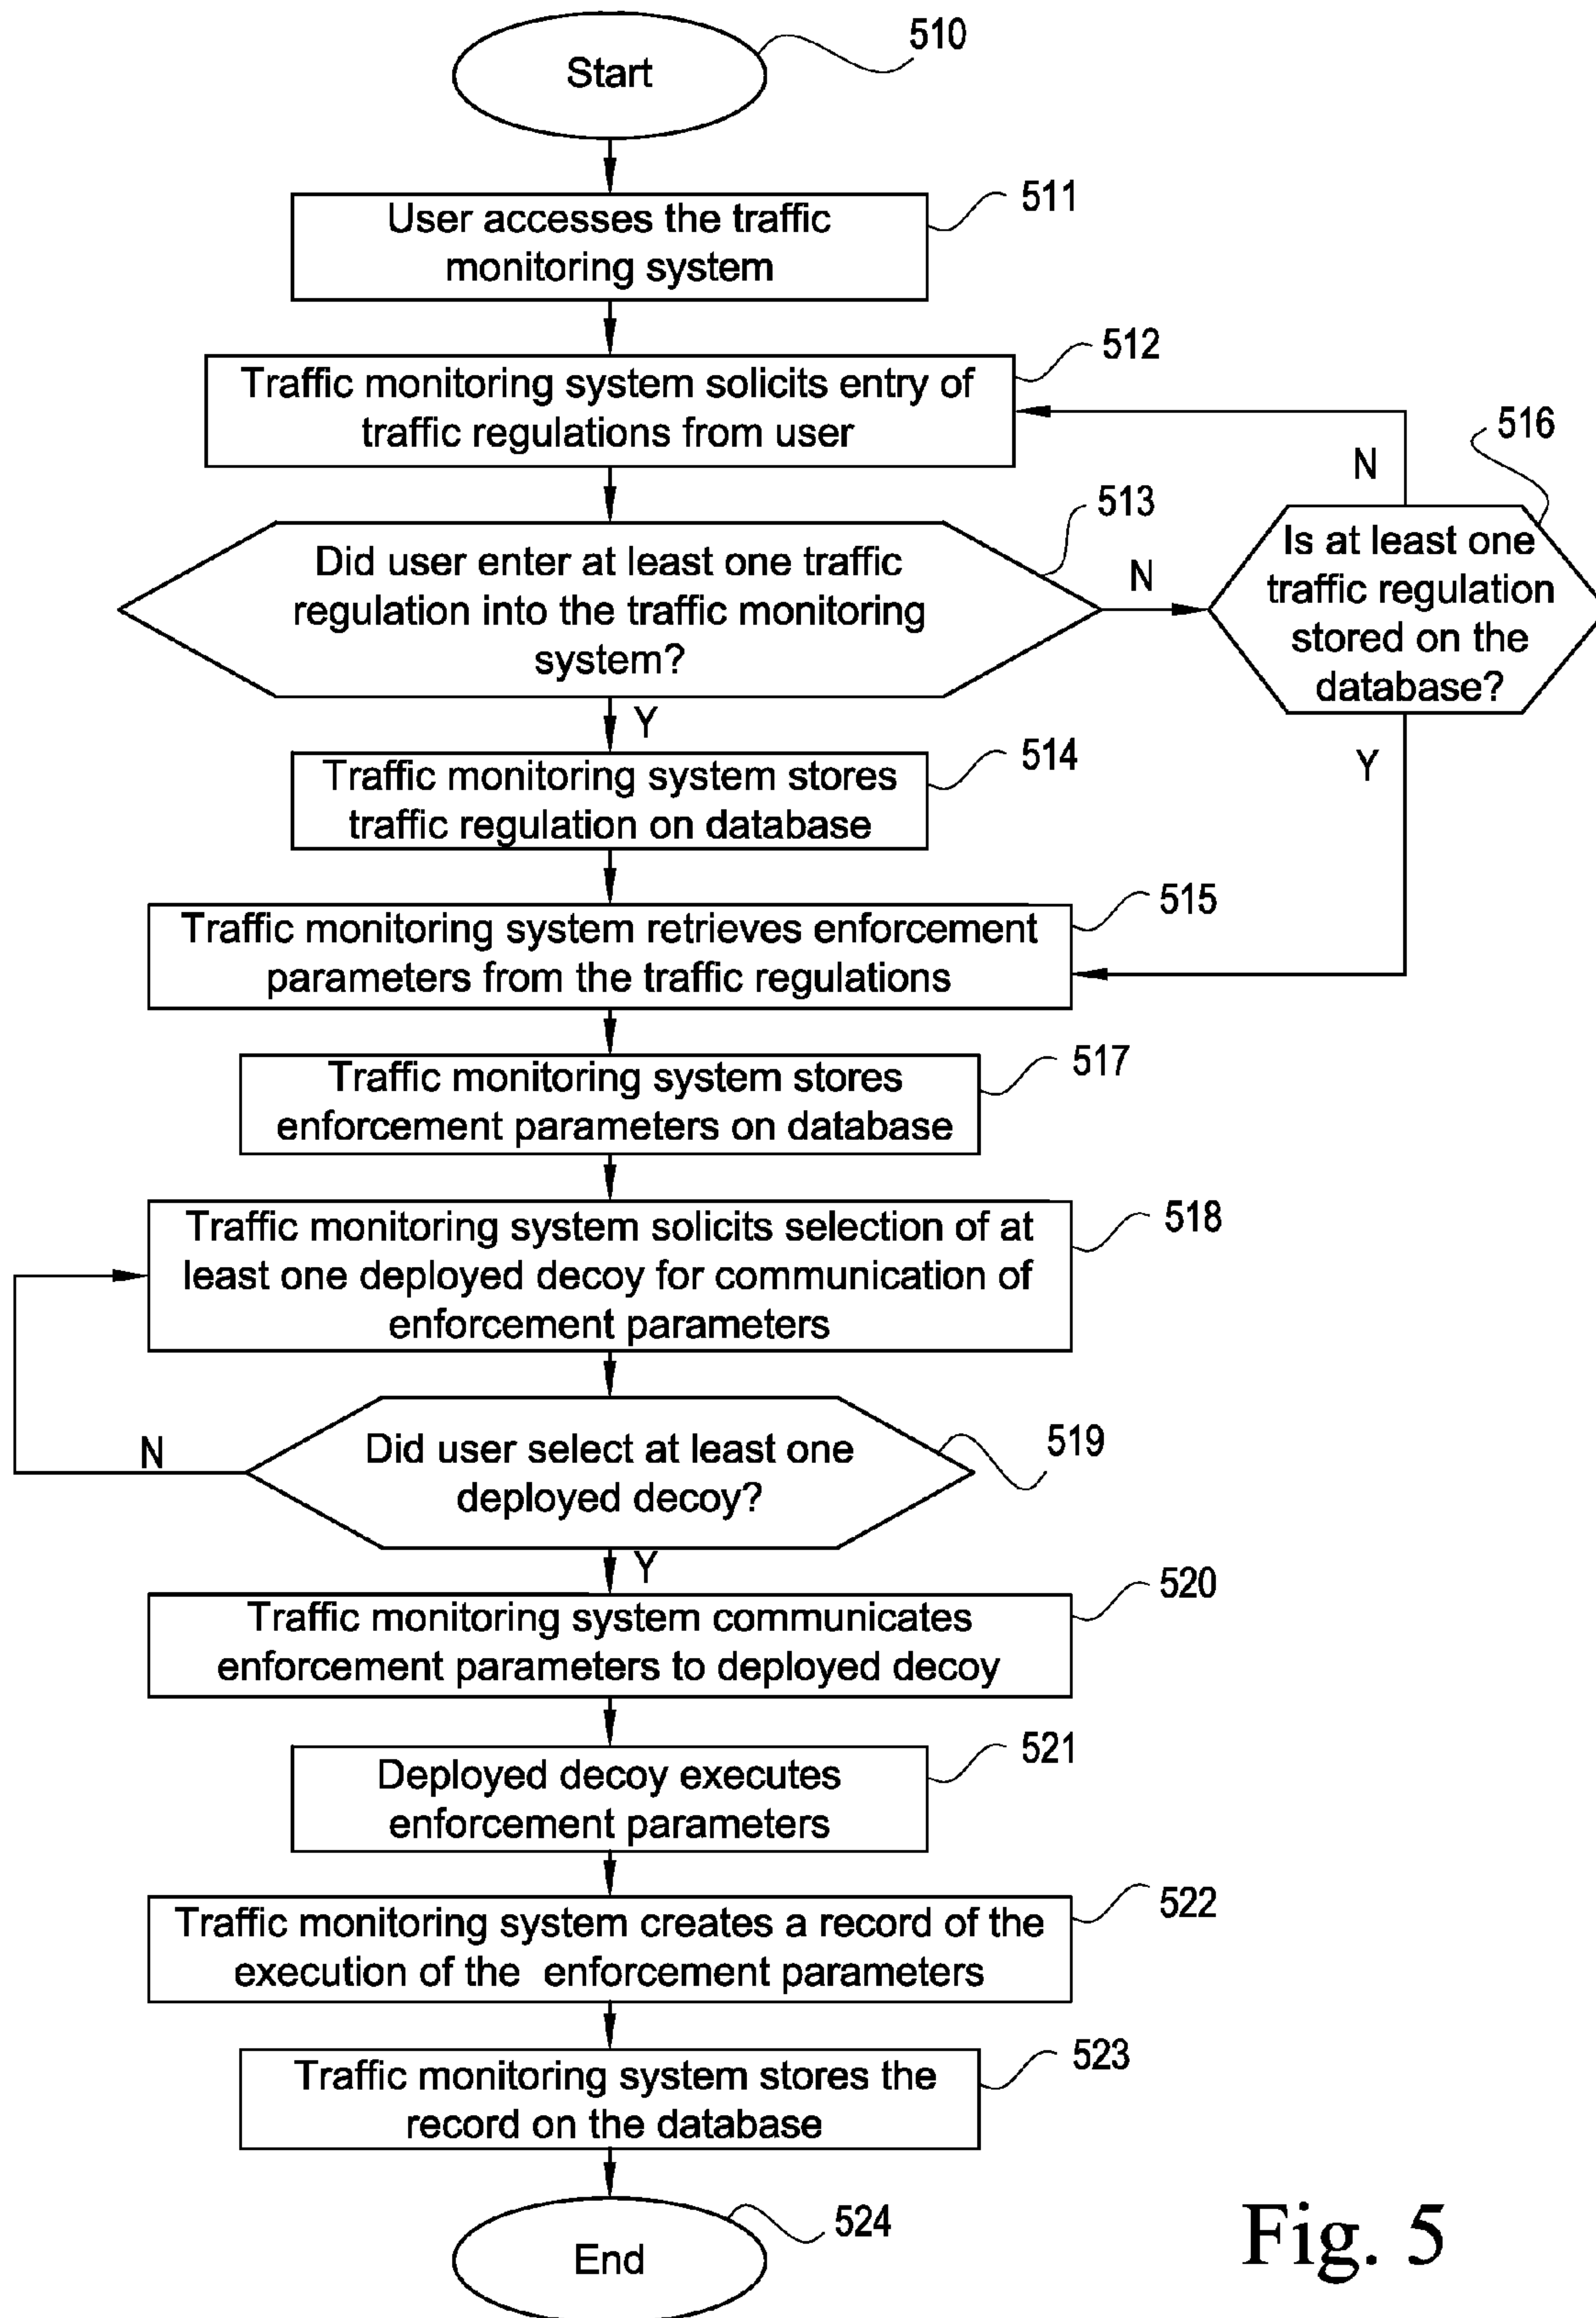 Start
510
User accesses the traffic
monitoring system
511
Traffic monitoring system solicits entry of
traffic regulations from user
512
Did user enter at least one traffic
regulation into the traffic monitoring
system?
513
N
Is at least one
traffic regulation
stored on the
database?
516
N
Y
Y
Traffic monitoring system stores
traffic regulation on database
514
Traffic monitoring system retrieves enforcement
parameters from the traffic regulations
515
Traffic monitoring system stores
enforcement parameters on database
517
Traffic monitoring system solicits selection of at
least one deployed decoy for communication of
enforcement parameters
518
Did user select at least one
deployed decoy?
519
N
Y
Traffic monitoring system communicates
enforcement parameters to deployed decoy
520
Deployed decoy executes
enforcement parameters
521
Traffic monitoring system creates a record of the
execution of the enforcement parameters
522
Traffic monitoring system stores the
record on the database
523
End
524
Fig. 5